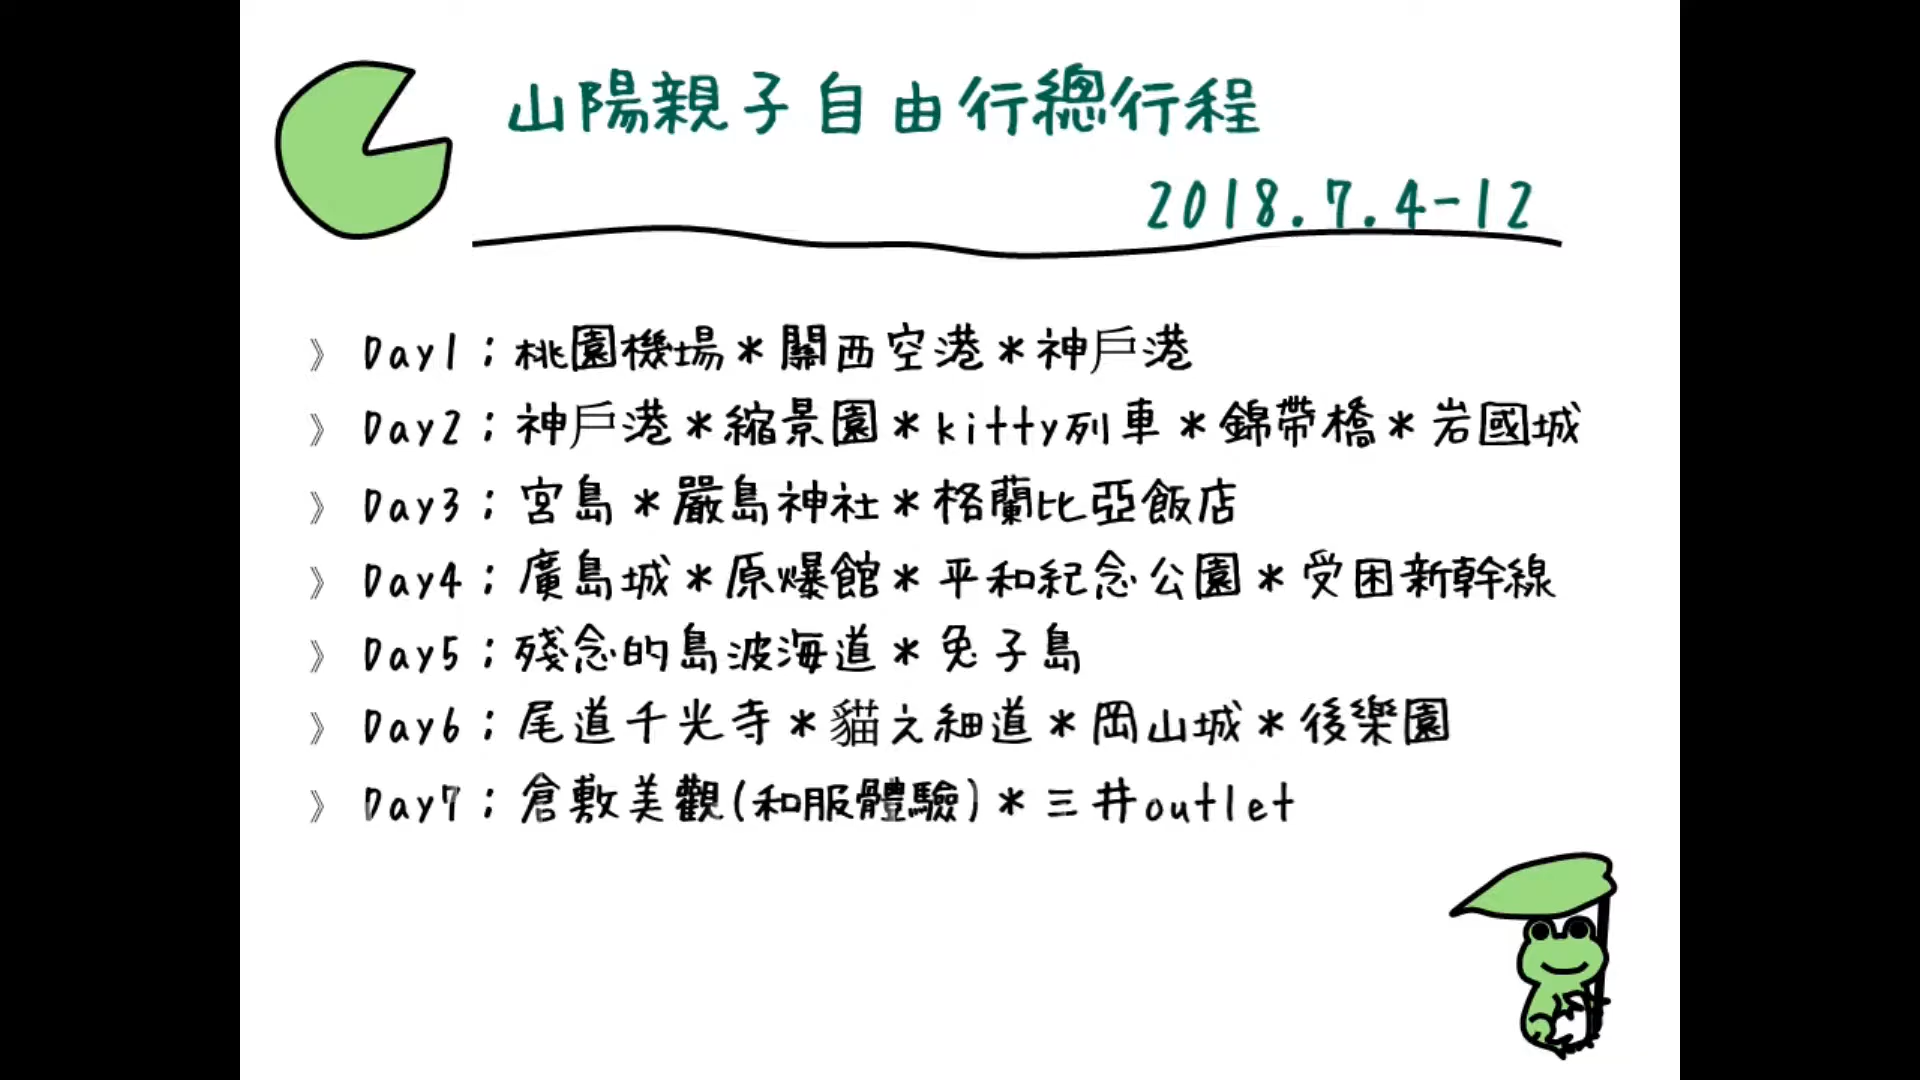 山陽親子自由行總行程
2018.7.4-12
》 Day1：桃園機場＊關西空港＊神戶港
》 Day2：神戶港＊縮景園＊kitty列車＊錦帶橋＊岩國城
》 Day3：宮島＊嚴島神社＊格蘭比亞飯店
》 Day4：廣島城＊原爆館＊平和紀念公園＊受困新幹線
》 Day5：殘念的島波海道＊兔子島
》 Day6：尾道千光寺＊貓之細道＊岡山城＊後樂園
》 Day7：倉敷美觀(和服體驗)＊三井outlet